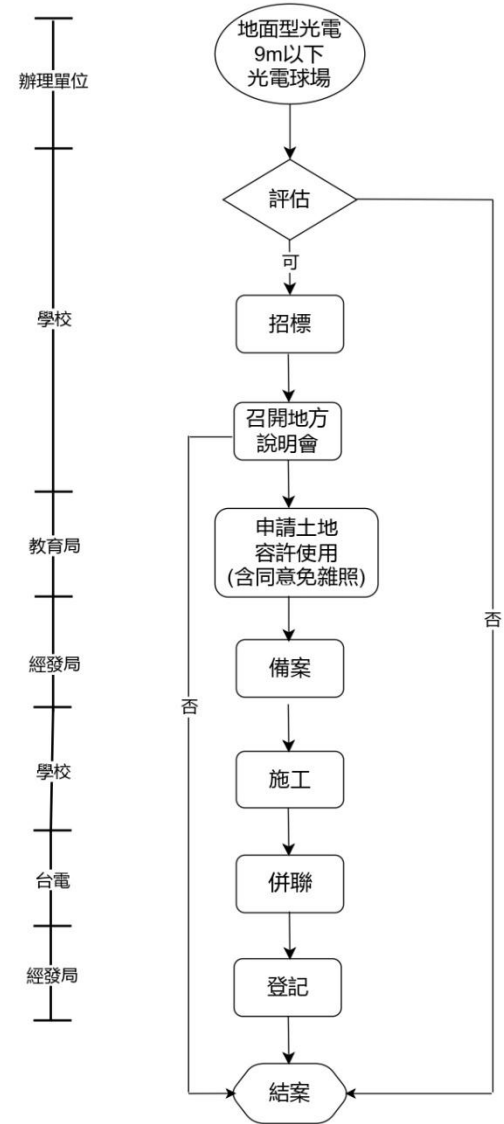 地面型光電
9m以下
光電球場
辦理單位
評估
可
學校
招標
召開地方
說明會
教育局
申請土地
容許使用
(含同意免雜照)
否
經發局
備案
否
學校
施工
台電
併聯
經發局
登記
結案